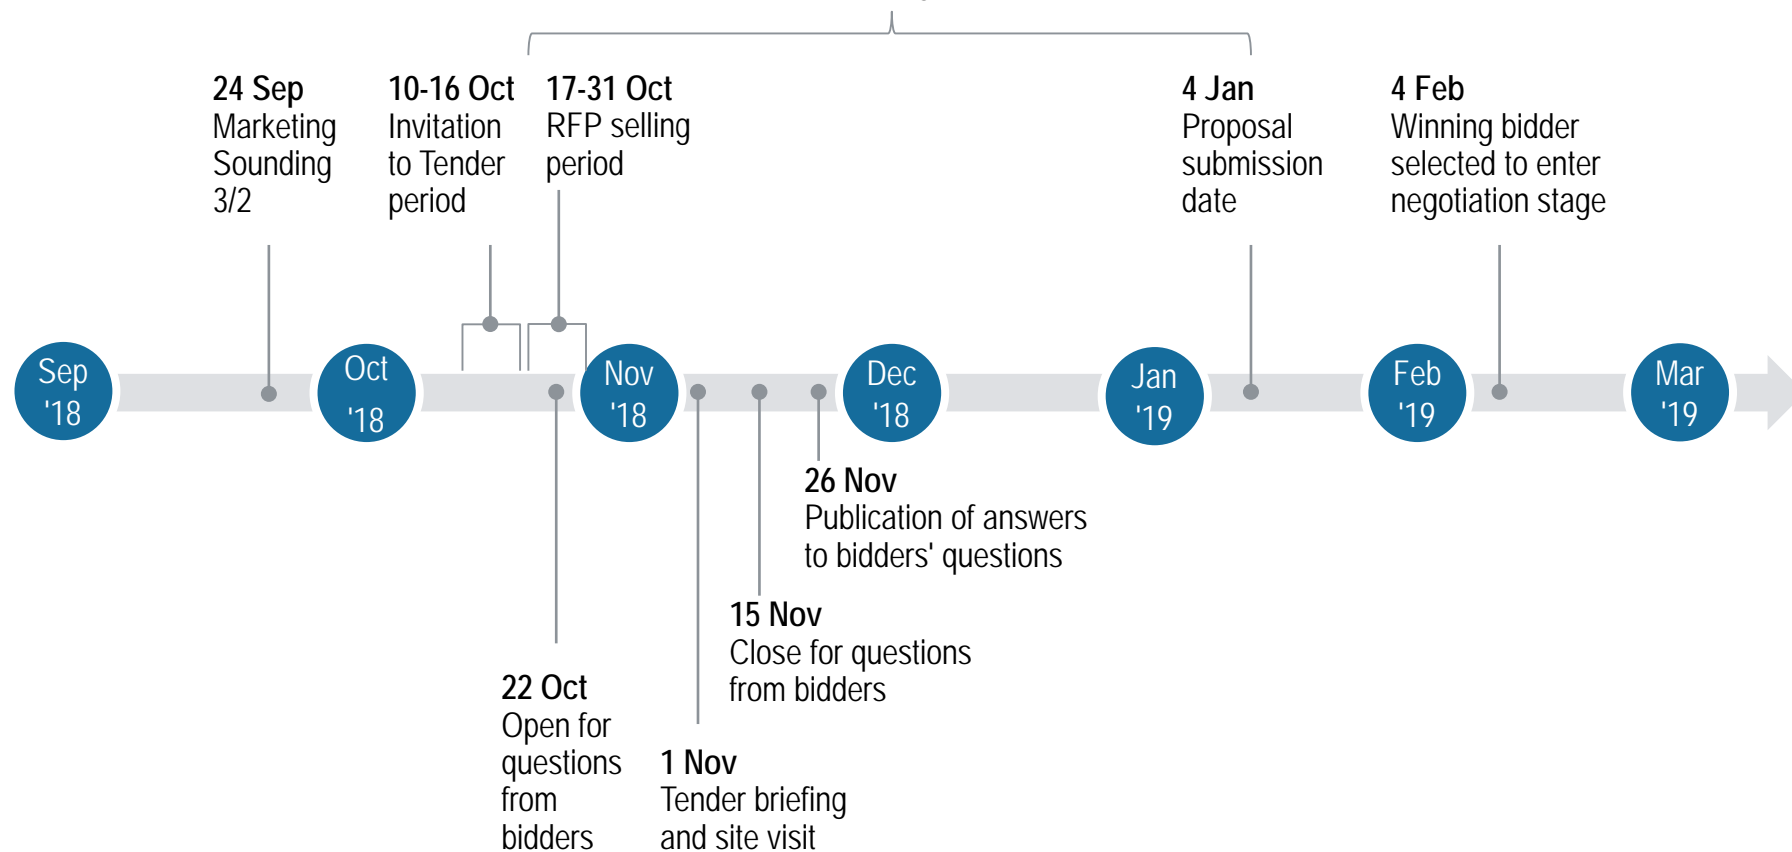 24 Sep
Marketing
Sounding
3/2
10-16 Oct
Invitation
to Tender
period
17-31 Oct
RFP selling
period
4 Jan
Proposal
submission
date
4 Feb
Winning bidder
selected to enter
negotiation stage
Sep
'18
Oct
'18
Nov
'18
Dec
'18
Jan
'19
Feb
'19
Mar
'19
26 Nov
Publication of answers
to bidders' questions
15 Nov
Close for questions
from bidders
22 Oct
Open for
questions
from
bidders
1 Nov
Tender briefing
and site visit